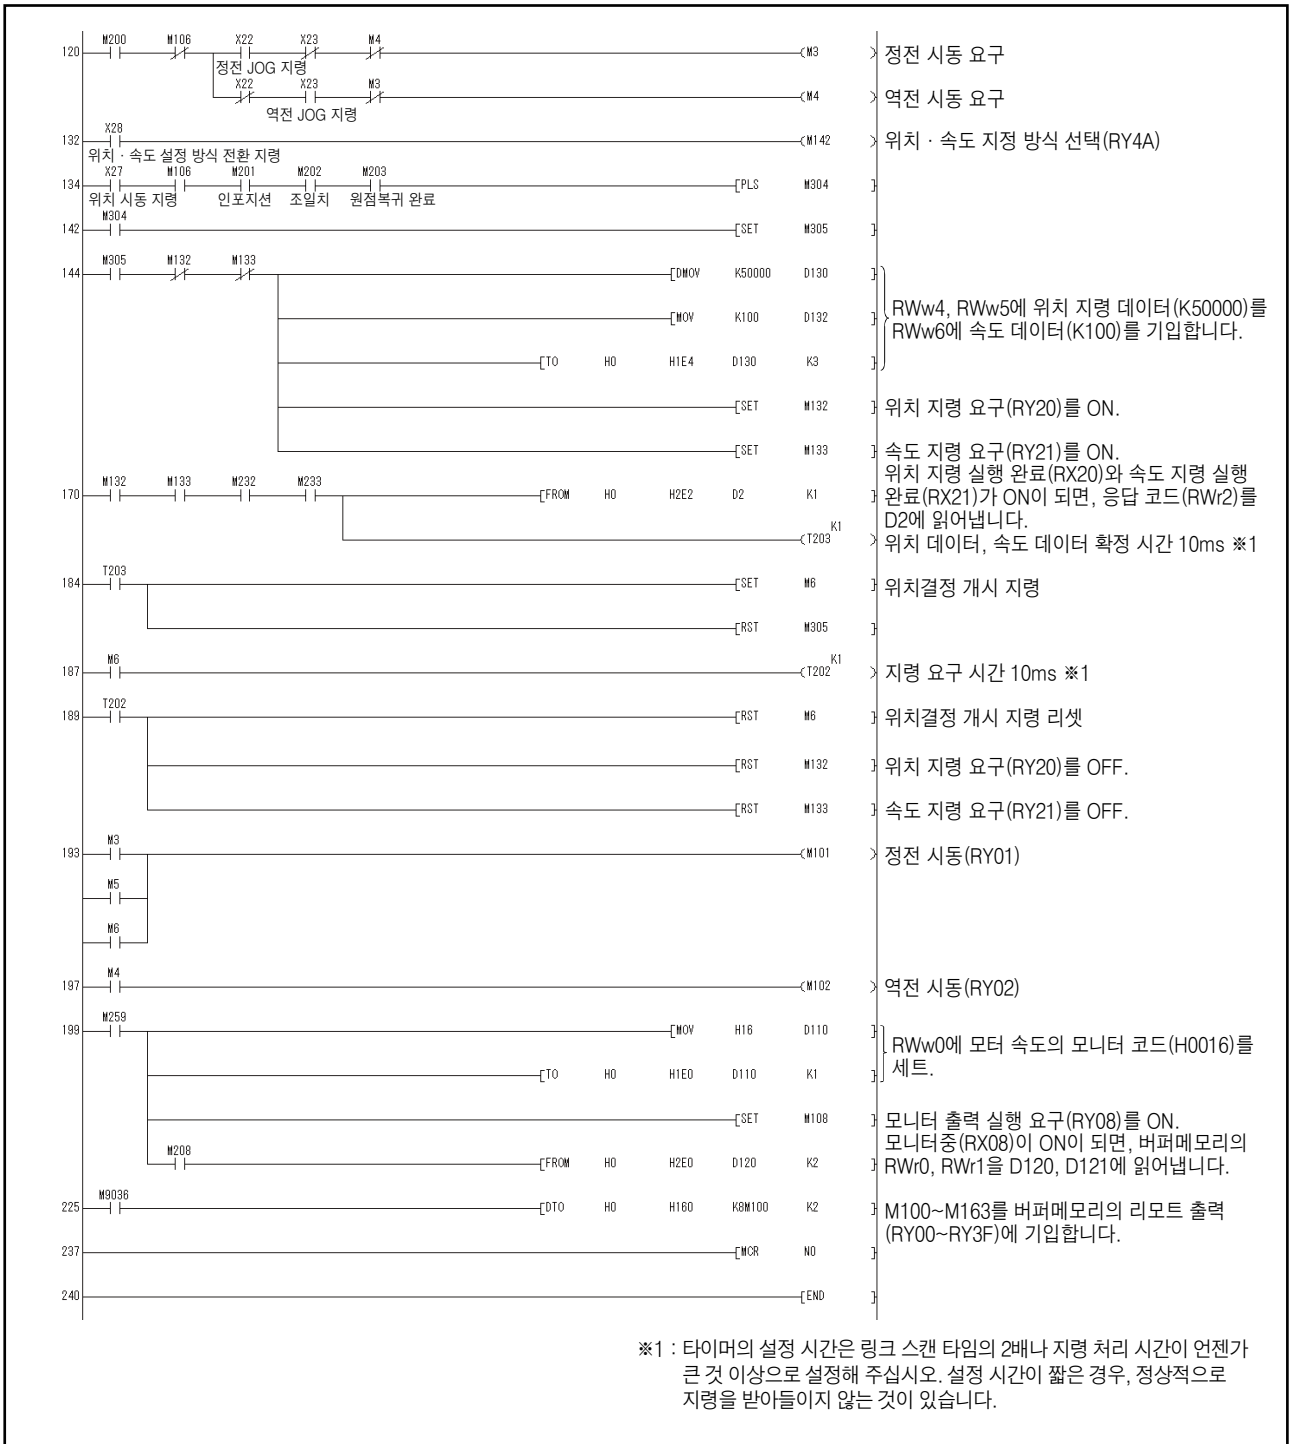 M200 M106 X22 X23 M4
120 (M3 ) 정전 시동 요구
정전 JOG 지령
X22 X23 M3
(M4 ) 역전 시동 요구
역전 JOG 지령
X28
132 (M142 ) 위치 · 속도 지정 방식 선택(RY4A)
위치 · 속도 설정 방식 전환 지령
X27 M106 M201 M202 M203
134 [PLS M304 ]
위치 시동 지령 인포지션 조일치 원점복귀 완료
M304
142 [SET M305 ]
M305 M132 M133
144 [DMOV K50000 D130 ]
RWw4, RWw5에 위치 지령 데이터(K50000)를
[MOV K100 D132 ]
RWw6에 속도 데이터(K100)를 기입합니다.
[TO H0 H1E4 D130 K3 ]
[SET M132 ] 위치 지령 요구(RY20)를 ON.
[SET M133 ] 속도 지령 요구(RY21)를 ON.
위치 지령 실행 완료(RX20)와 속도 지령 실행
M132 M133 M232 M233
170 [FROM H0 H2E2 D2 K1 ] 완료(RX21)가 ON이 되면, 응답 코드(RWr2)를
D2에 읽어냅니다.
K1
(T203 ) 위치 데이터, 속도 데이터 확정 시간 10ms ※1
T203
184 [SET M6 ] 위치결정 개시 지령
[RST M305 ]
M6 K1
187 (T202 ) 지령 요구 시간 10ms ※1
T202
189 [RST M6 ] 위치결정 개시 지령 리셋
[RST M132 ] 위치 지령 요구(RY20)를 OFF.
[RST M133 ] 속도 지령 요구(RY21)를 OFF.
M3
193 (M101 ) 정전 시동(RY01)
M5
M6
M4
197 (M102 ) 역전 시동(RY02)
M259
199 [MOV H16 D110 ]
RWw0에 모터 속도의 모니터 코드(H0016)를
세트.
[TO H0 H1E0 D110 K1 ]
[SET M108 ] 모니터 출력 실행 요구(RY08)를 ON.
모니터중(RX08)이 ON이 되면, 버퍼메모리의
M208
[FROM H0 H2E0 D120 K2 ] RWr0, RWr1을 D120, D121에 읽어냅니다.
M9036
225 [DTO H0 H160 K8M100 K2 ] M100~M163를 버퍼메모리의 리모트 출력
(RY00~RY3F)에 기입합니다.
237 [MCR N0 ]
240 [END ]
※1 : 타이머의 설정 시간은 링크 스캔 타임의 2배나 지령 처리 시간이 언젠가
큰 것 이상으로 설정해 주십시오. 설정 시간이 짧은 경우, 정상적으로
지령을 받아들이지 않는 것이 있습니다.